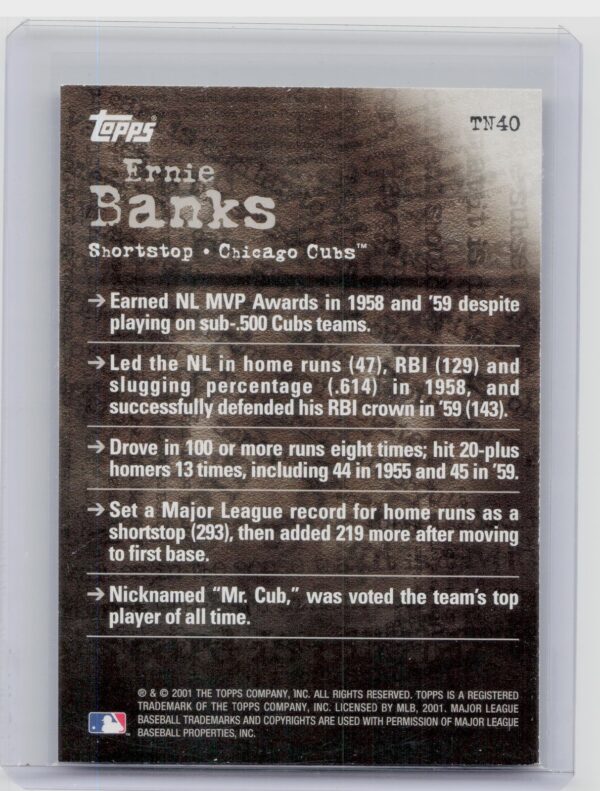 Topps
TN40
Ernie
Banks
Shortstop • Chicago Cubs™
→ Earned NL MVP Awards in 1958 and '59 despite
playing on sub-.500 Cubs teams.
→ Led the NL in home runs (47), RBI (129) and
slugging percentage (.614) in 1958, and
successfully defended his RBI crown in '59 (143).
→ Drove in 100 or more runs eight times; hit 20-plus
homers 13 times, including 44 in 1955 and 45 in '59.
→ Set a Major League record for home runs as a
shortstop (293), then added 219 more after moving
to first base.
→ Nicknamed “Mr. Cub,” was voted the team's top
player of all time.
® & © 2001 THE TOPPS COMPANY, INC. ALL RIGHTS RESERVED. TOPPS IS A REGISTERED
TRADEMARK OF THE TOPPS COMPANY, INC. LICENSED BY MLB, 2001. MAJOR LEAGUE
BASEBALL TRADEMARKS AND COPYRIGHTS ARE USED WITH PERMISSION OF MAJOR LEAGUE
BASEBALL PROPERTIES, INC.